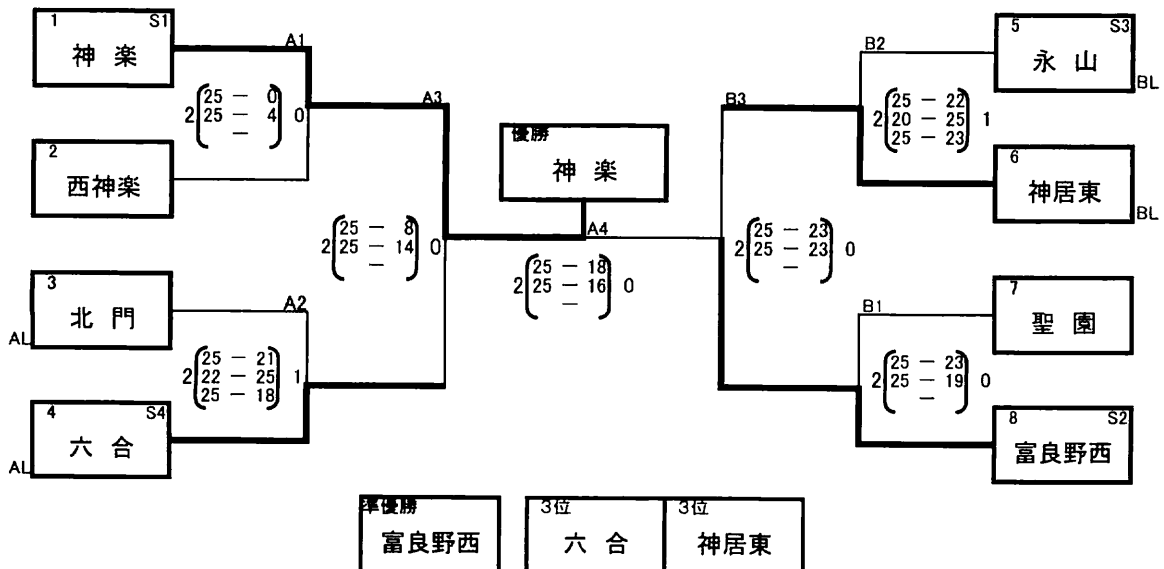 1 S1
神楽
A1
2 25 — 0 0
25 — 4
—
2
西神楽
A3
2 25 — 8 0
25 — 14
—
3
北門
AL
A2
2 25 — 21 1
22 — 25
25 — 18
4 S4
六合
AL
優勝
神楽
A4
2 25 — 18 0
25 — 16
—
B3
2 25 — 23 0
25 — 23
—
B2
2 25 — 22 1
20 — 25
25 — 23
5 S3
永山
BL
6
神居東
BL
B1
2 25 — 23 0
25 — 19
—
7
聖園
8 S2
富良野西
準優勝
富良野西
3位
六合
3位
神居東